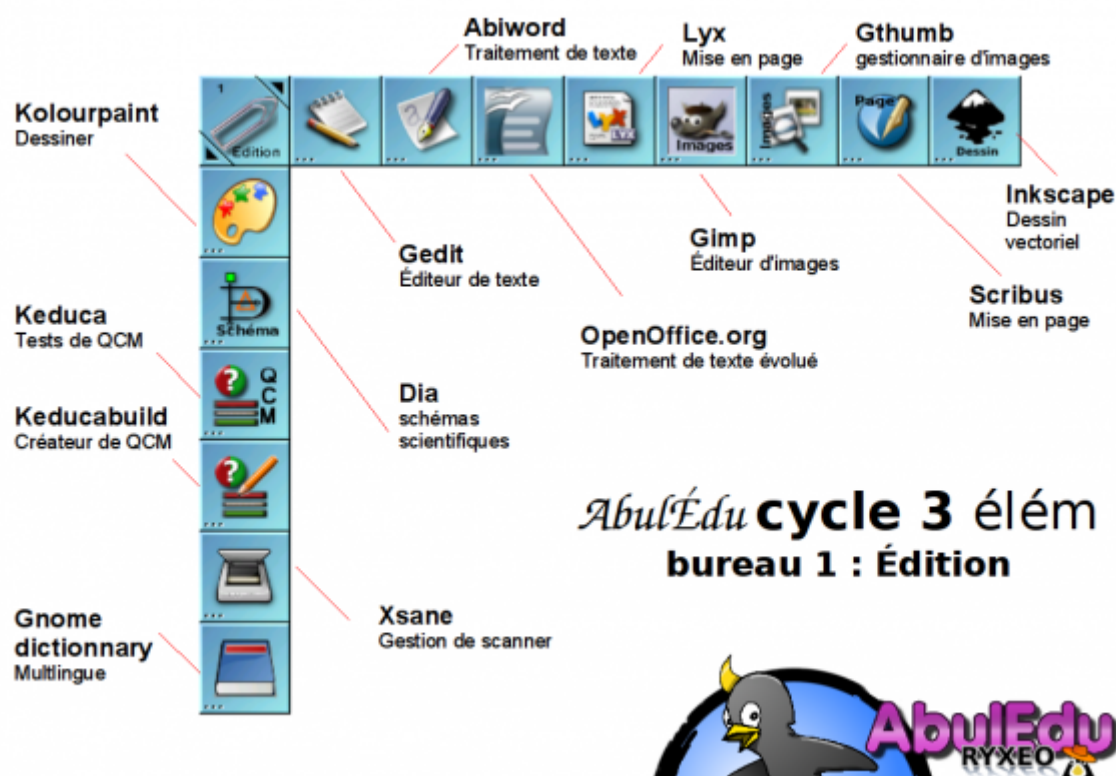 Abiword
Traitement de texte
Lyx
Mise en page
Gthumb
gestionnaire d'images
Kolourpaint
Dessiner
1
Edition
LYX
Images
Images
Page
Dessin
Inkscape
Dessin
vectoriel
Gedit
Éditeur de texte
Gimp
Éditeur d'images
Scribus
Mise en page
OpenOffice.org
Traitement de texte évolué
Schéma
Keduca
Tests de QCM
QCM
Dia
schémas
scientifiques
Keducabuild
Créateur de QCM
AbulÉdu cycle 3 élém
bureau 1 : Édition
Xsane
Gestion de scanner
Gnome
dictionnary
Multlingue
AbulEdu
RYXEO